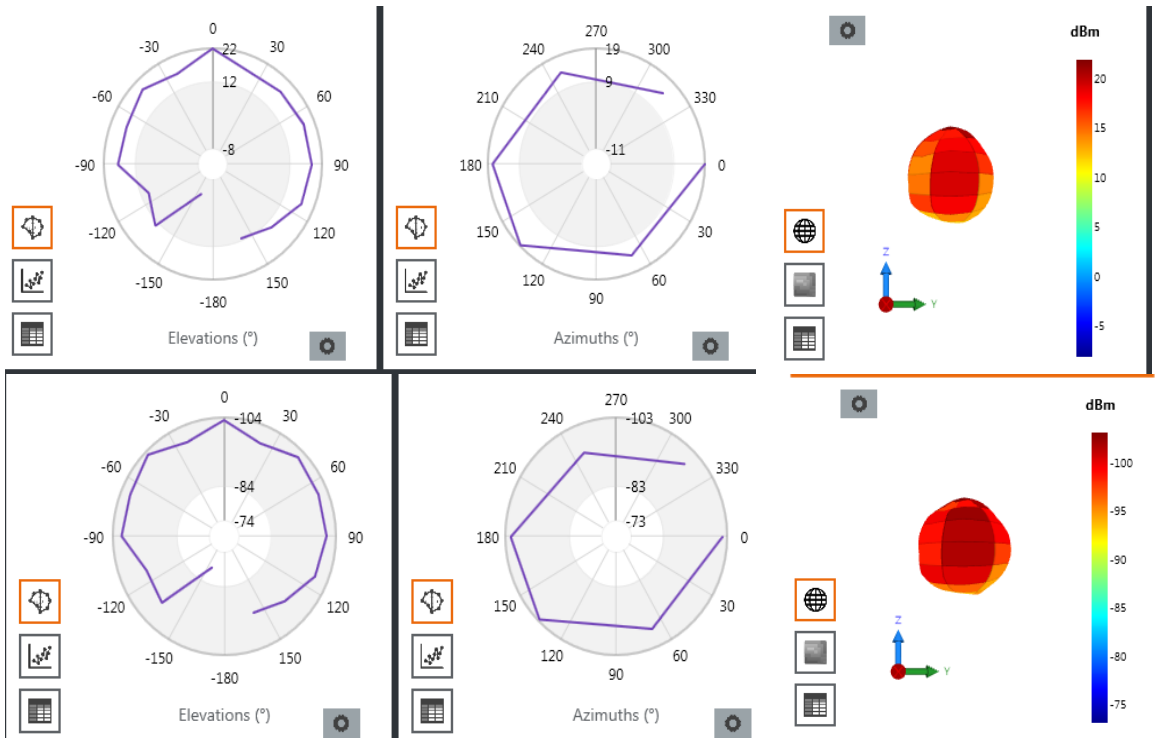 0
-30 22 30
-60 12 60
-8
-90 90
-120 120
-150 150
-180
Elevations (°)
270
240 19 300
210 9 330
-11
180 0
150 30
120 60
90
Azimuths (°)
dBm
20
15
10
5
0
-5
Z
Y
0
-30 -104 30
-60 60
-84
-74
-90 90
-120 120
-150 150
-180
Elevations (°)
270
240 -103 300
210 330
-83
-73
180 0
150 30
120 60
90
Azimuths (°)
dBm
-100
-95
-90
-85
-80
-75
Z
Y